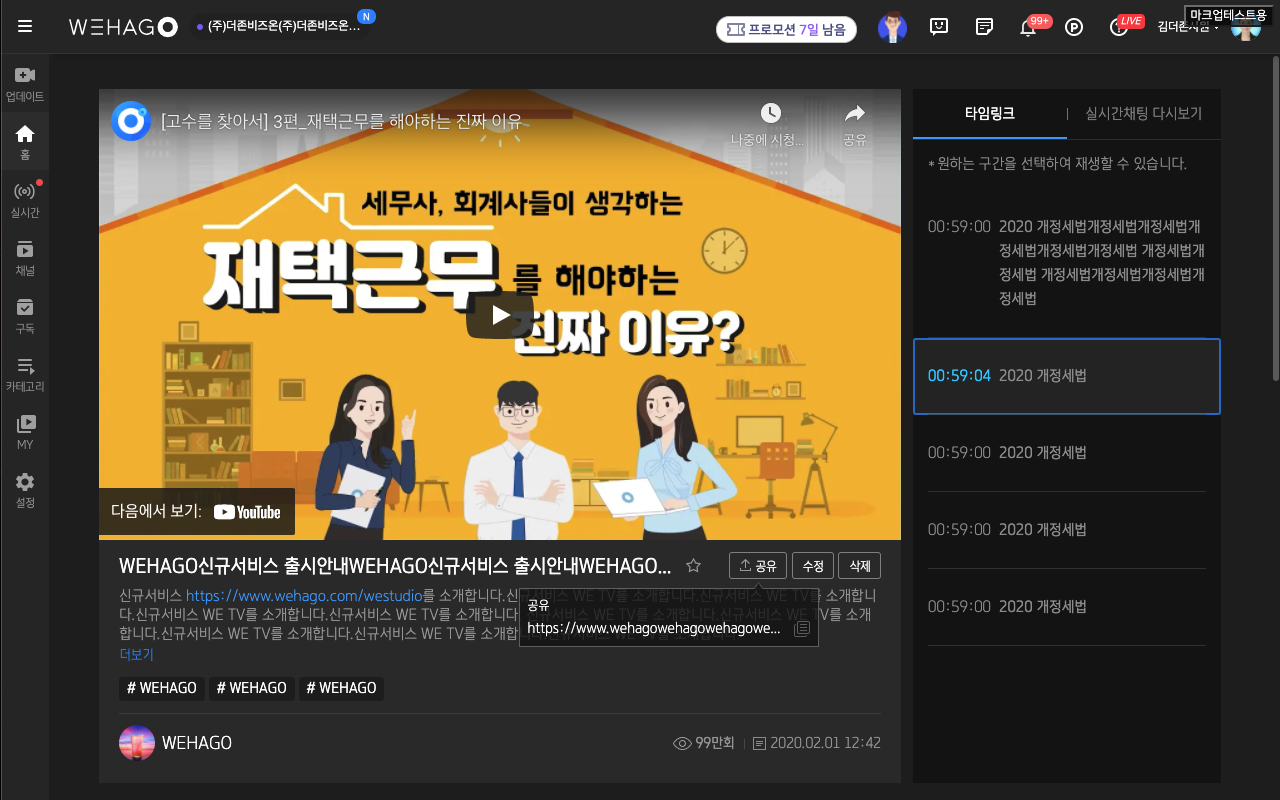 WEHAGO
(주)더존비즈온(주)더존비즈온...
N
프로모션 7일 남음
99+
LIVE
마크업테스트용
업데이트
홈
실시간
채널
구독
카테고리
MY
설정
[고수를 찾아서] 3편_재택근무를 해야하는 진짜 이유
나중에 시청...
공유
세무사, 회계사들이 생각하는
재택근무를 해야하는
진짜 이유?
다음에서 보기: YouTube
WEHAGO신규서비스 출시안내WEHAGO신규서비스 출시안내WEHAGO...
공유
수정
삭제
신규서비스 https://www.wehago.com/westudio를 소개합니다.신규서비스 WE TV를 소개합니다.신규서비스 WE TV를 소개합니
다.신규서비스 WE TV를 소개합니다.신규서비스 WE TV를 소개합니다.신규서비스 WE TV를 소개합니다.신규서비스 WE TV를 소개
합니다.신규서비스 WE TV를 소개합니다.신규서비스 WE TV를 소개합
더보기
공유
https://www.wehagowehagowehagowe...
# WEHAGO
# WEHAGO
# WEHAGO
WEHAGO
99만회
2020.02.01 12:42
타임링크
실시간채팅 다시보기
* 원하는 구간을 선택하여 재생할 수 있습니다.
00:59:00 2020 개정세법개정세법개정세법개
정세법개정세법개정세법 개정세법개
정세법 개정세법개정세법개정세법개
정세법
00:59:04 2020 개정세법
00:59:00 2020 개정세법
00:59:00 2020 개정세법
00:59:00 2020 개정세법